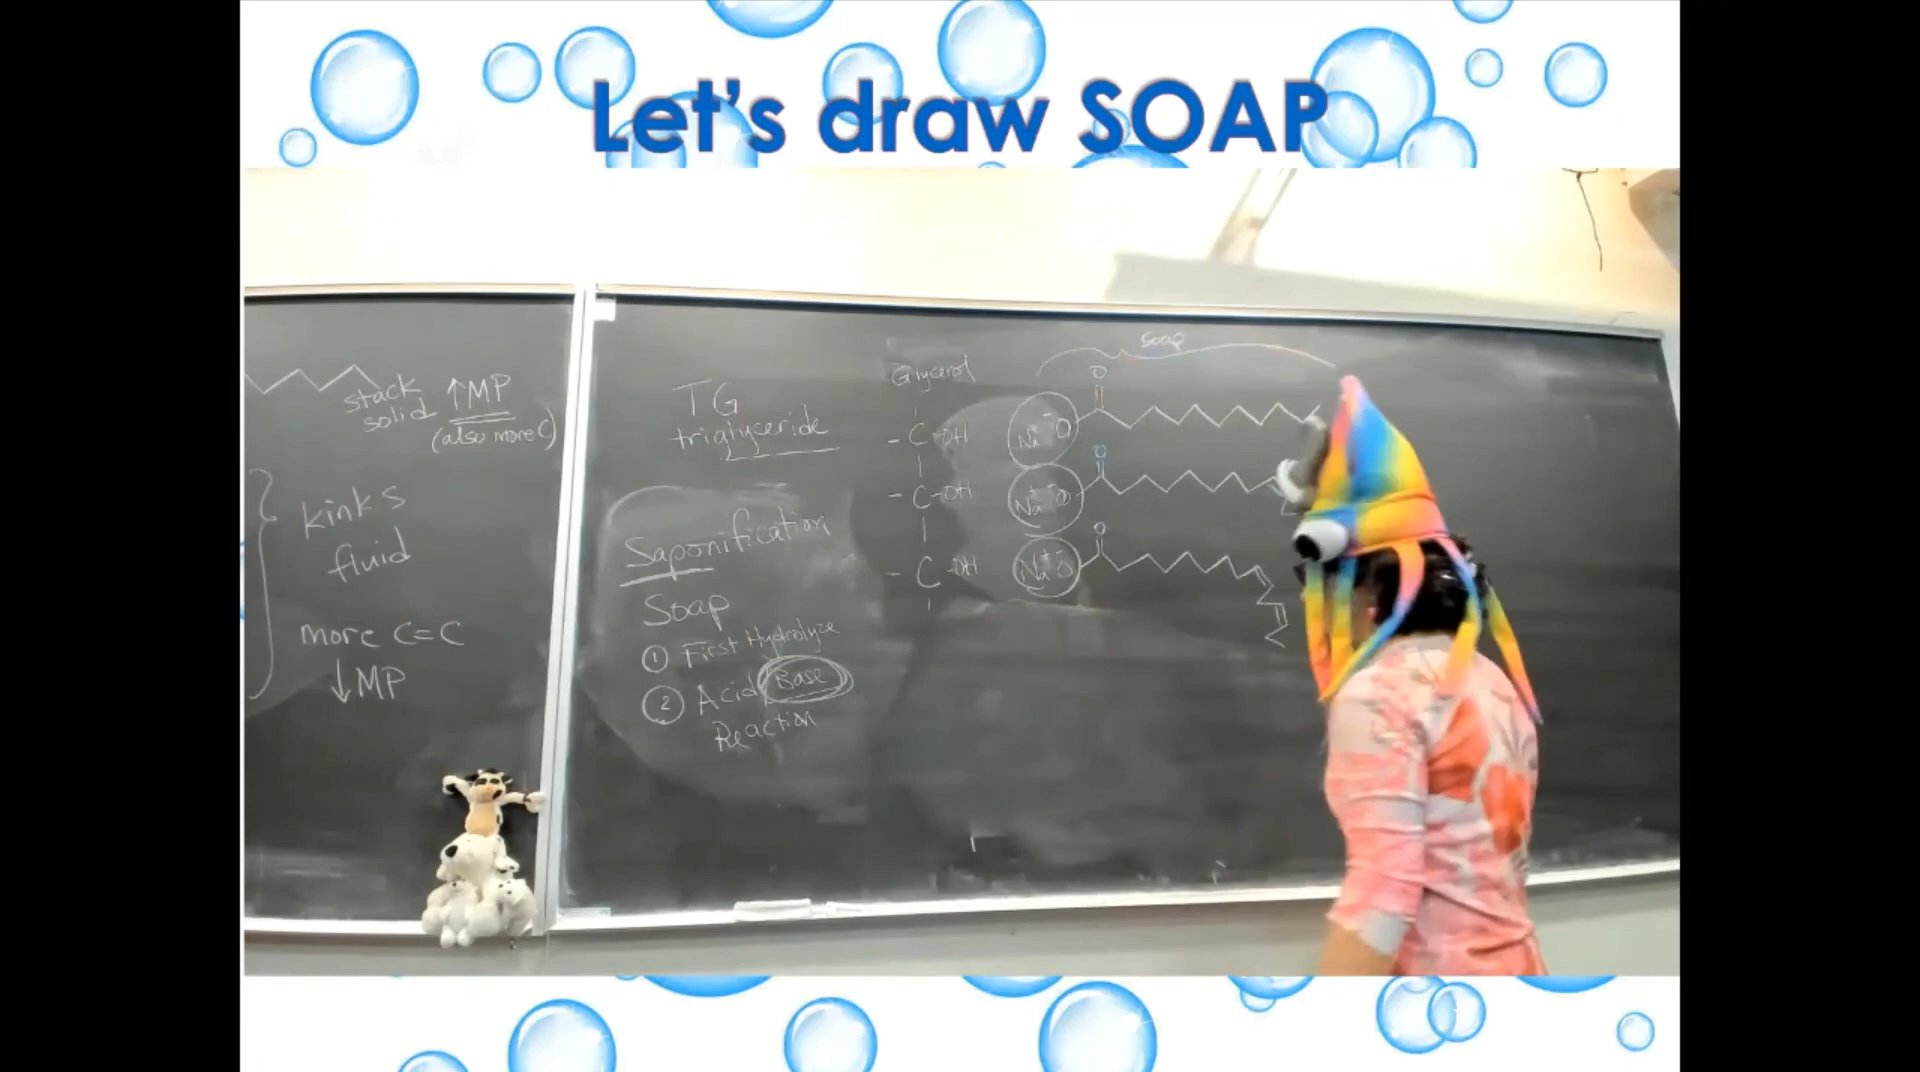 Let's draw SOAP
stack
solid
↑MP
(also more C)
kinks
fluid
more C=C
↓MP
TG
triglyceride
Saponification
Soap
① First Hydrolyze
② Acid Base
Reaction
Glycerol
-C-OH
-C-OH
-C-OH
soap
O
Na+ -O
O
Na+ -O
O
Na+ -O